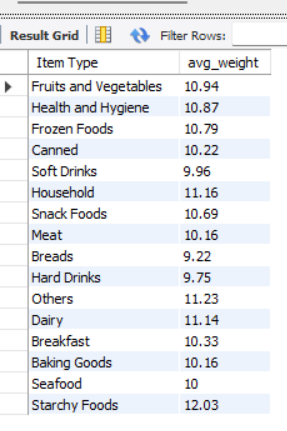 Result Grid Filter Rows:
Item Type avg_weight
Fruits and Vegetables 10.94
Health and Hygiene 10.87
Frozen Foods 10.79
Canned 10.22
Soft Drinks 9.96
Household 11.16
Snack Foods 10.69
Meat 10.16
Breads 9.22
Hard Drinks 9.75
Others 11.23
Dairy 11.14
Breakfast 10.33
Baking Goods 10.16
Seafood 10
Starchy Foods 12.03